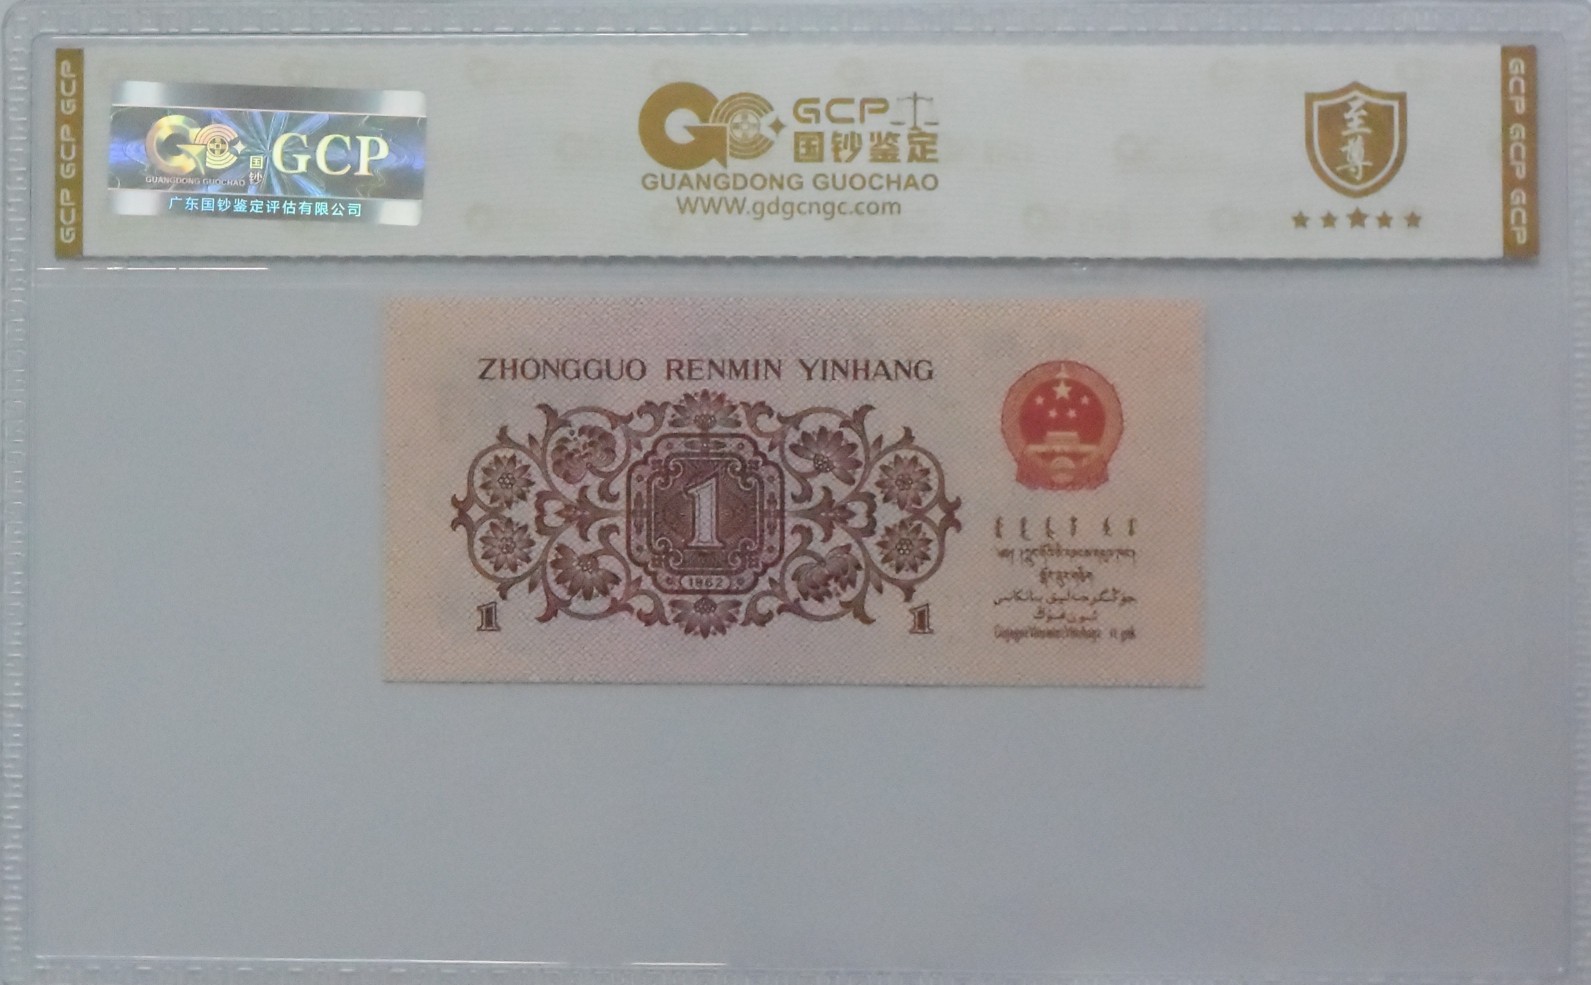 GCP GCP GCP
GC
国钞
GCP
GUANGDONG GUOCHAO
广东国钞鉴定评估有限公司
GC
GCP
国钞鉴定
GUANGDONG GUOCHAO
WWW.gdgcngc.com
至尊
GCP GCP GCP
ZHONGGUO RENMIN YINHANG
1
1962
1
1